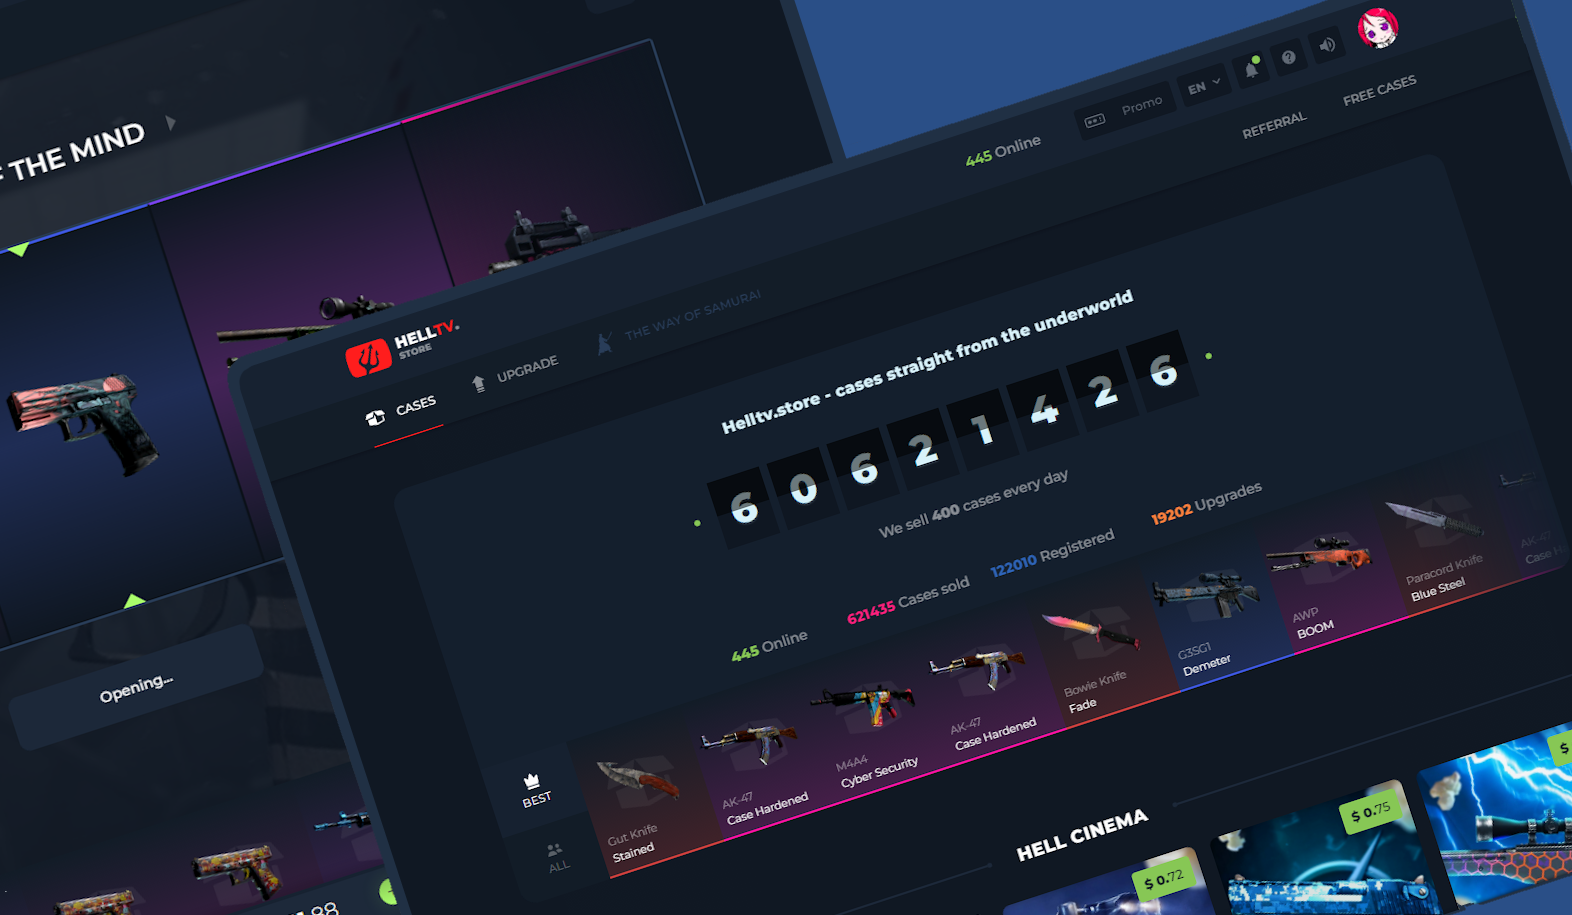 F THE MIND
Opening...
.88
HELLTV.
STORE
445 Online
Promo
EN
CASES
UPGRADE
THE WAY OF SAMURAI
REFERRAL
FREE CASES
Helltv.store - cases straight from the underworld
6 0 6 2 1 4 2 6
We sell 400 cases every day
445 Online
621435 Cases sold
122010 Registered
19202 Upgrades
BEST
ALL
Gut Knife
Stained
AK-47
Case Hardened
M4A4
Cyber Security
AK-47
Case Hardened
Bowie Knife
Fade
G3SG1
Demeter
AWP
BOOM
Paracord Knife
Blue Steel
AK-47
Case H
HELL CINEMA
$ 0.72
$ 0.75
$